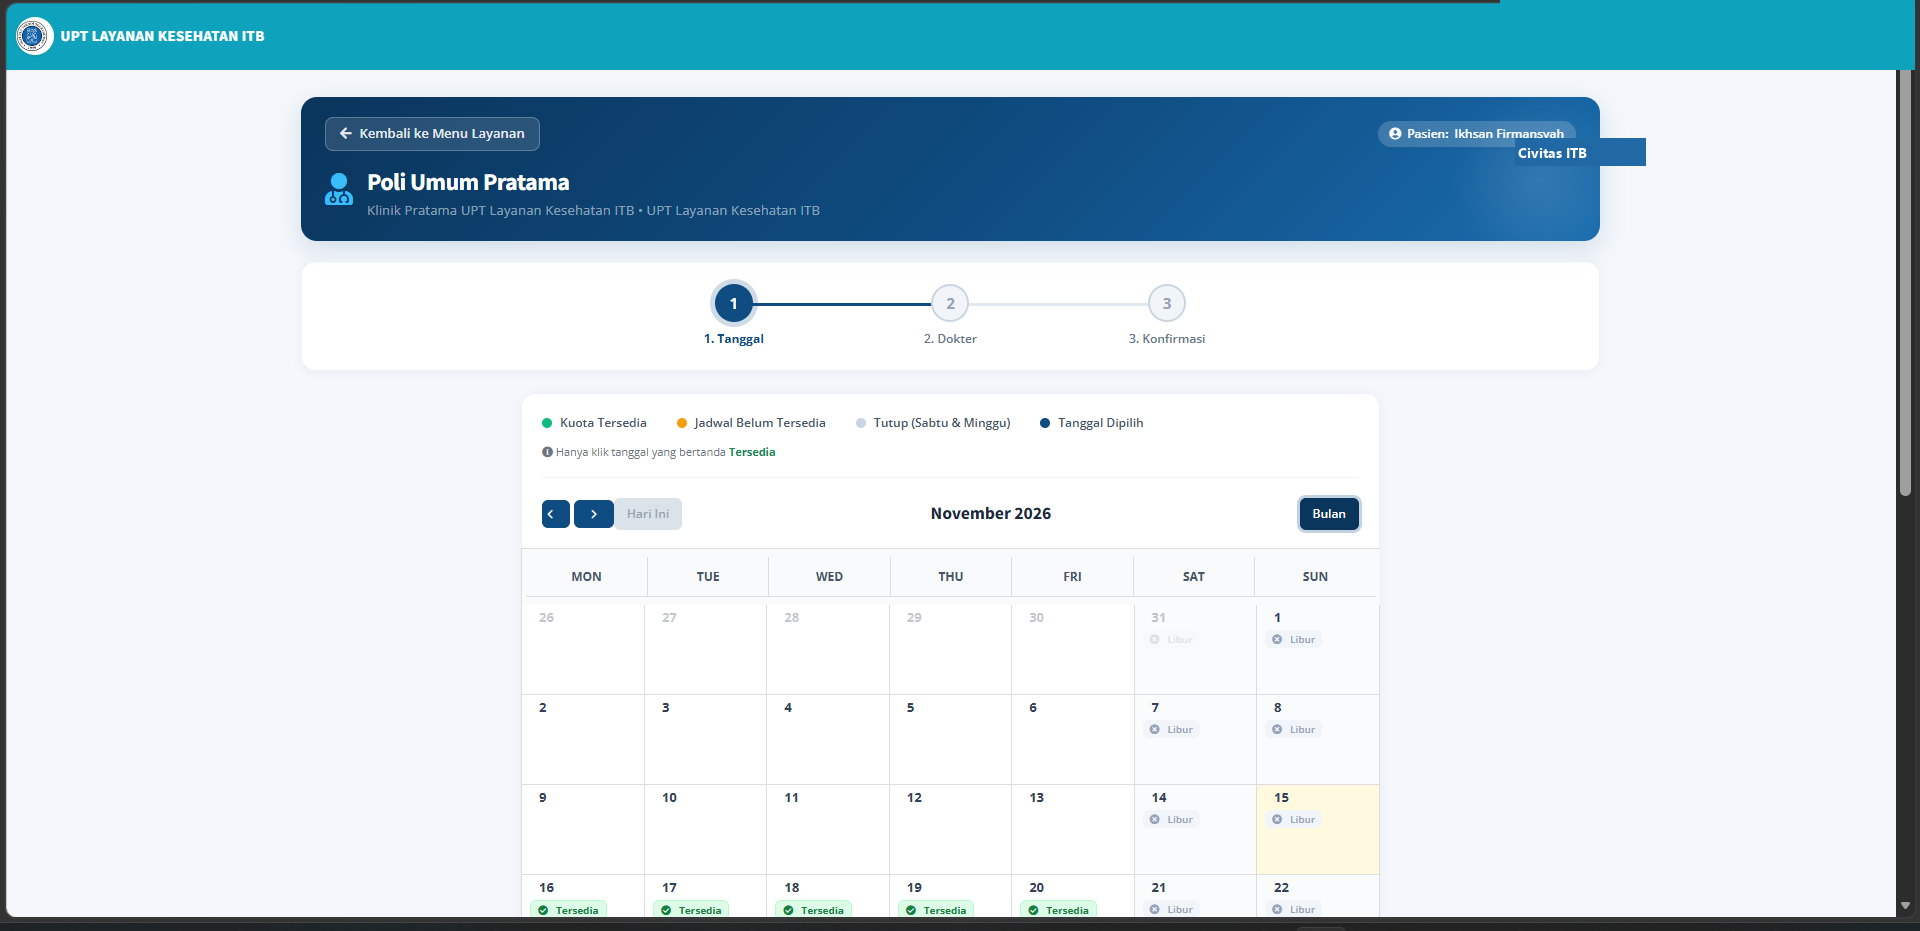 UPT LAYANAN KESEHATAN ITB
Kembali ke Menu Layanan
Pasien: Ikhsan Firmansyah
Civitas ITB
Poli Umum Pratama
Klinik Pratama UPT Layanan Kesehatan ITB • UPT Layanan Kesehatan ITB
1 2 3
1. Tanggal 2. Dokter 3. Konfirmasi
Kuota Tersedia Jadwal Belum Tersedia Tutup (Sabtu & Minggu) Tanggal Dipilih
Hanya klik tanggal yang bertanda Tersedia
Hari Ini November 2026 Bulan
MON TUE WED THU FRI SAT SUN
26 27 28 29 30 31 1
Libur Libur
2 3 4 5 6 7 8
Libur Libur
9 10 11 12 13 14 15
Libur Libur
16 17 18 19 20 21 22
Tersedia Tersedia Tersedia Tersedia Tersedia Libur Libur